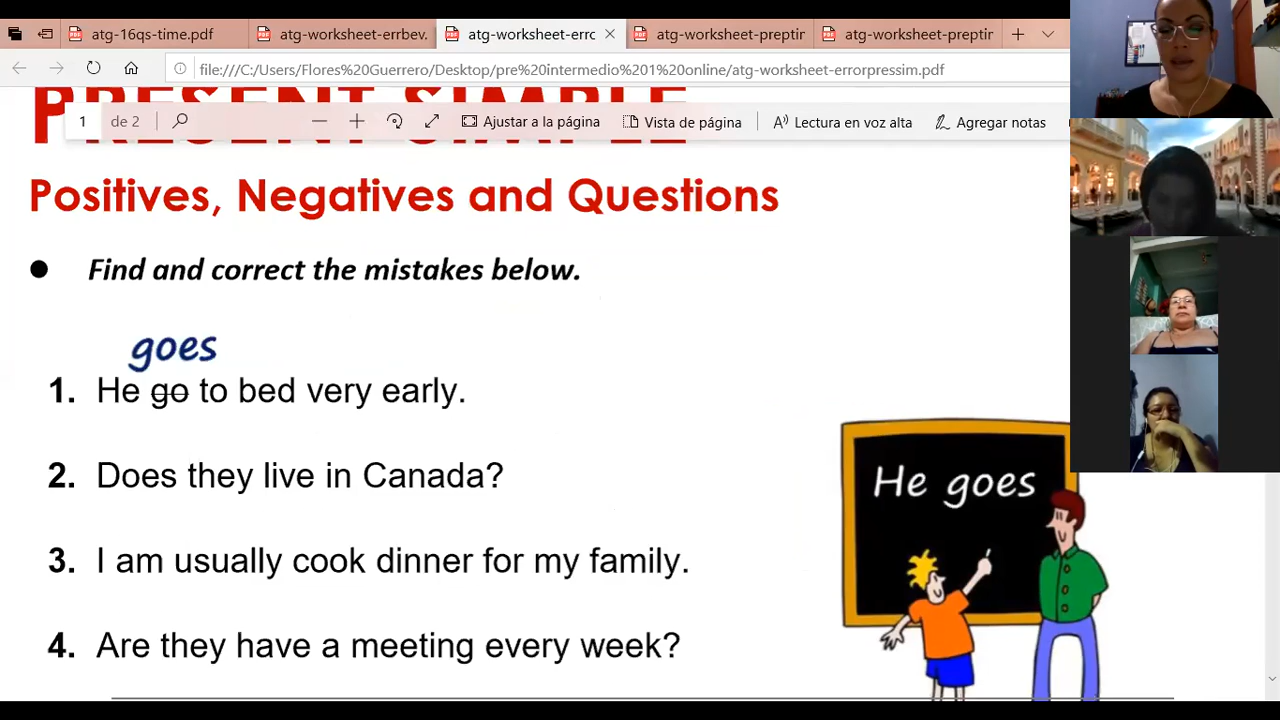 atg-16qs-time.pdf
atg-worksheet-errbev.
atg-worksheet-errc
atg-worksheet-preptir
atg-worksheet-preptir
file:///C:/Users/Flores%20Guerrero/Desktop/pre%20intermedio%201%20online/atg-worksheet-errorpressim.pdf
PRESENT SIMPLE
1 de 2
Ajustar a la página
Vista de página
Lectura en voz alta
Agregar notas
Positives, Negatives and Questions
● Find and correct the mistakes below.
goes
1. He go to bed very early.
2. Does they live in Canada?
3. I am usually cook dinner for my family.
4. Are they have a meeting every week?
He goes